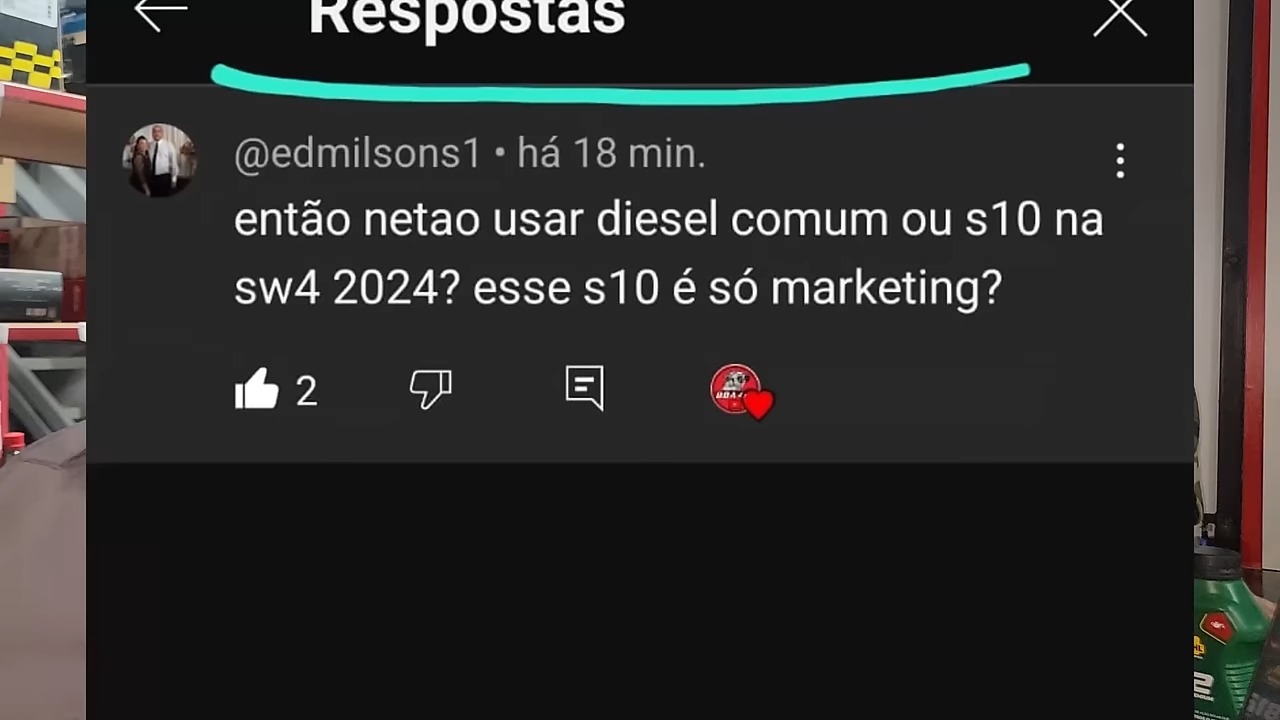 Respostas
@edmilsons1 • há 18 min.
então netao usar diesel comum ou s10 na
sw4 2024? esse s10 é só marketing?
2